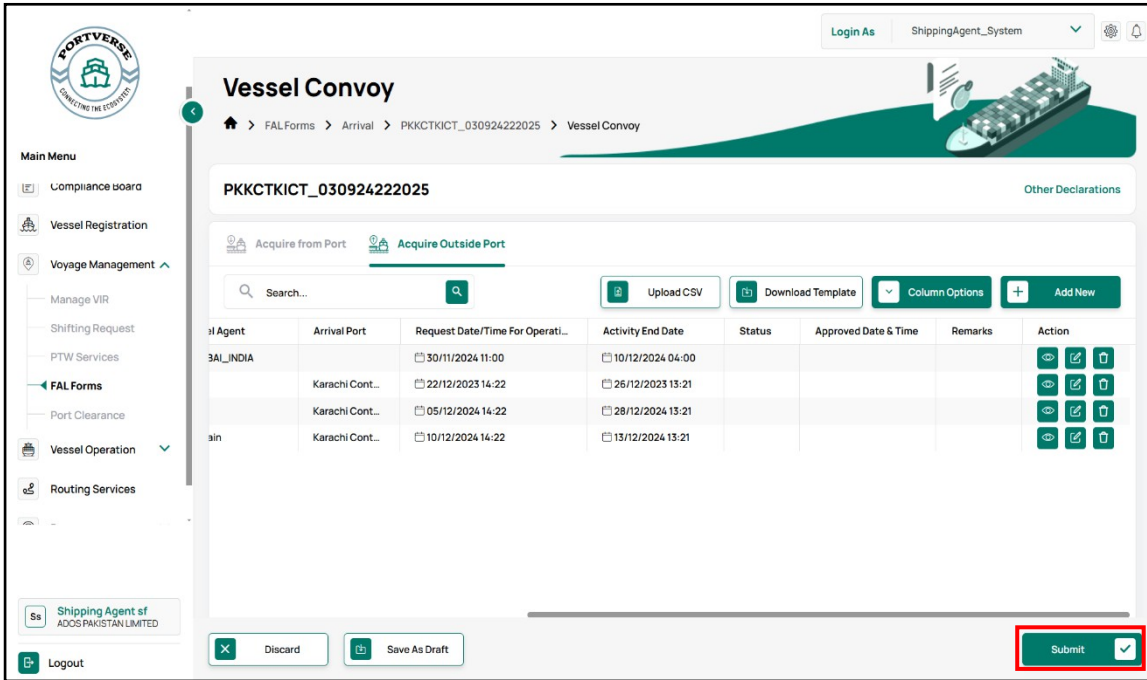 PORTVERSE
CONNECTING THE ECOSYSTEM
Login As ShippingAgent_System
Vessel Convoy
FAL Forms > Arrival > PKKCTKICT_030924222025 > Vessel Convoy
Main Menu
Compliance Board
Vessel Registration
Voyage Management
Manage VIR
Shifting Request
PTW Services
FAL Forms
Port Clearance
Vessel Operation
Routing Services
Ss Shipping Agent sf
ADOS PAKISTAN LIMITED
Logout
PKKCTKICT_030924222025 Other Declarations
Acquire from Port Acquire Outside Port
Search... Upload CSV Download Template Column Options Add New
el Agent Arrival Port Request Date/Time For Operati... Activity End Date Status Approved Date & Time Remarks Action
BAI_INDIA 30/11/2024 11:00 10/12/2024 04:00
Karachi Cont... 22/12/2023 14:22 26/12/2023 13:21
Karachi Cont... 05/12/2024 14:22 28/12/2024 13:21
ain Karachi Cont... 10/12/2024 14:22 13/12/2024 13:21
Discard Save As Draft Submit